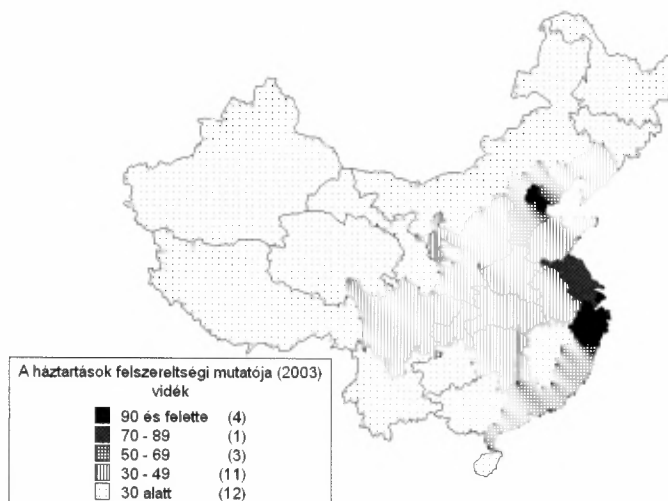 A háztartások felszereltségi mutatója (2003)
vidék
90 és felette (4)
70 - 89 (1)
50 - 69 (3)
30 - 49 (11)
30 alatt (12)